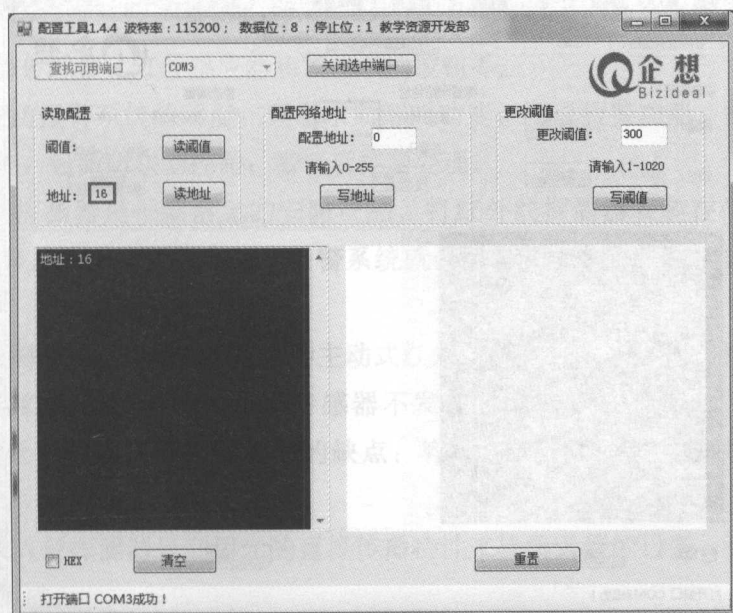 配置工具1.4.4 波特率：115200； 数据位：8 ；停止位：1 教学资源开发部
查找可用端口
COM3
关闭选中端口
企想
Bizideal
读取配置
阈值：
读阈值
地址：
16
读地址
配置网络地址
配置地址：
0
请输入0-255
写地址
更改阈值
更改阈值：
300
请输入1-1020
写阈值
地址：16
HEX
清空
重置
打开端口 COM3成功！